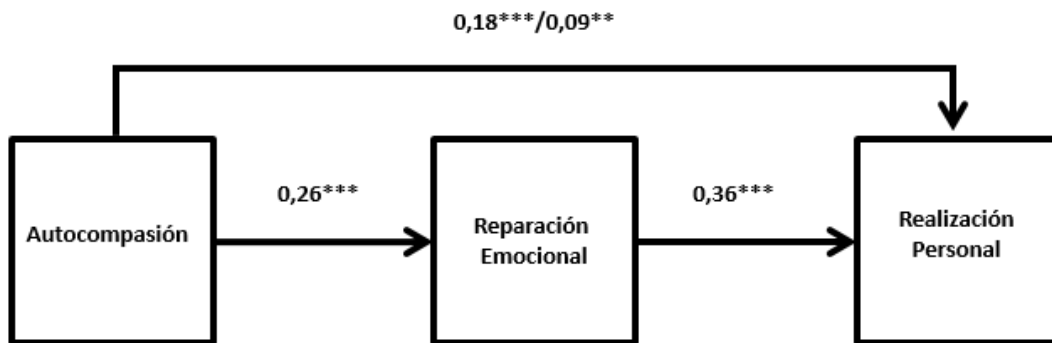 0,18***/0,09**
0,26***
0,36***
Autocompasión
Reparación
Emocional
Realización
Personal